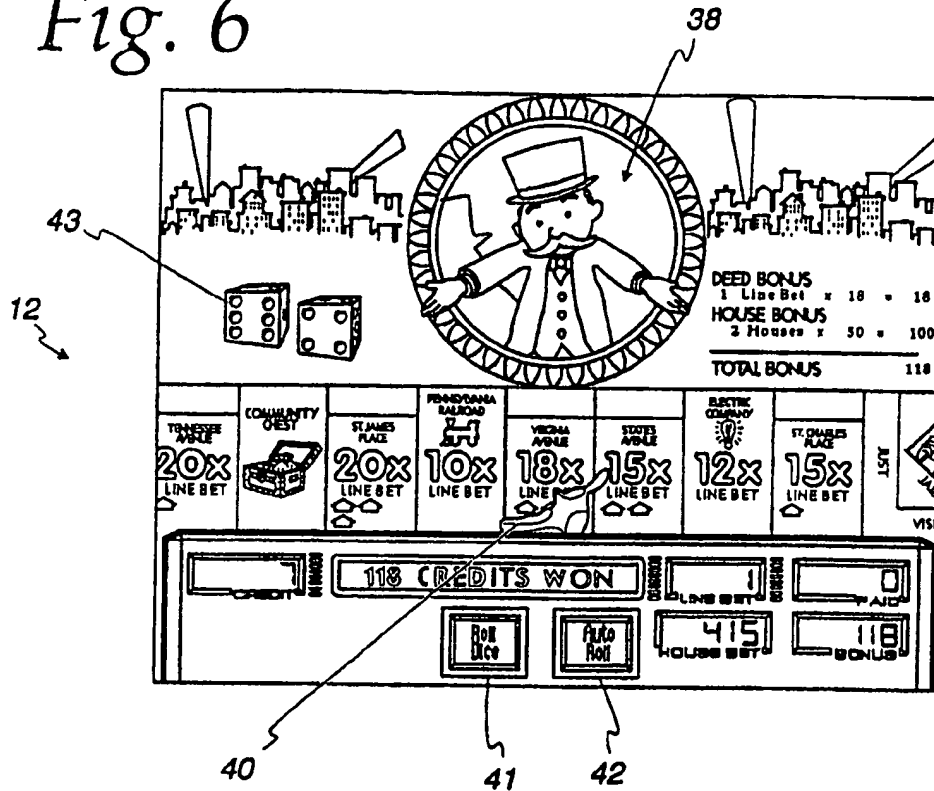 Fig. 6
38
43
12
DEED BONUS
1 Line Bet x 18 = 18
HOUSE BONUS
2 Houses x 50 = 100
TOTAL BONUS 118
TENNESSEE AVENUE
20x
LINE BET
COMMUNITY CHEST
ST. JAMES PLACE
20x
LINE BET
PENNSYLVANIA RAILROAD
10x
LINE BET
VIRGINIA AVENUE
18x
LINE BET
STATES AVENUE
15x
LINE BET
ELECTRIC COMPANY
12x
LINE BET
ST. CHARLES PLACE
15x
LINE BET
JUST
VISI
CREDIT
118 CREDITS WON
1
LINE BET
0
PAID
Roll
Dice
Auto
Roll
415
HOUSE BET
118
BONUS
40
41
42